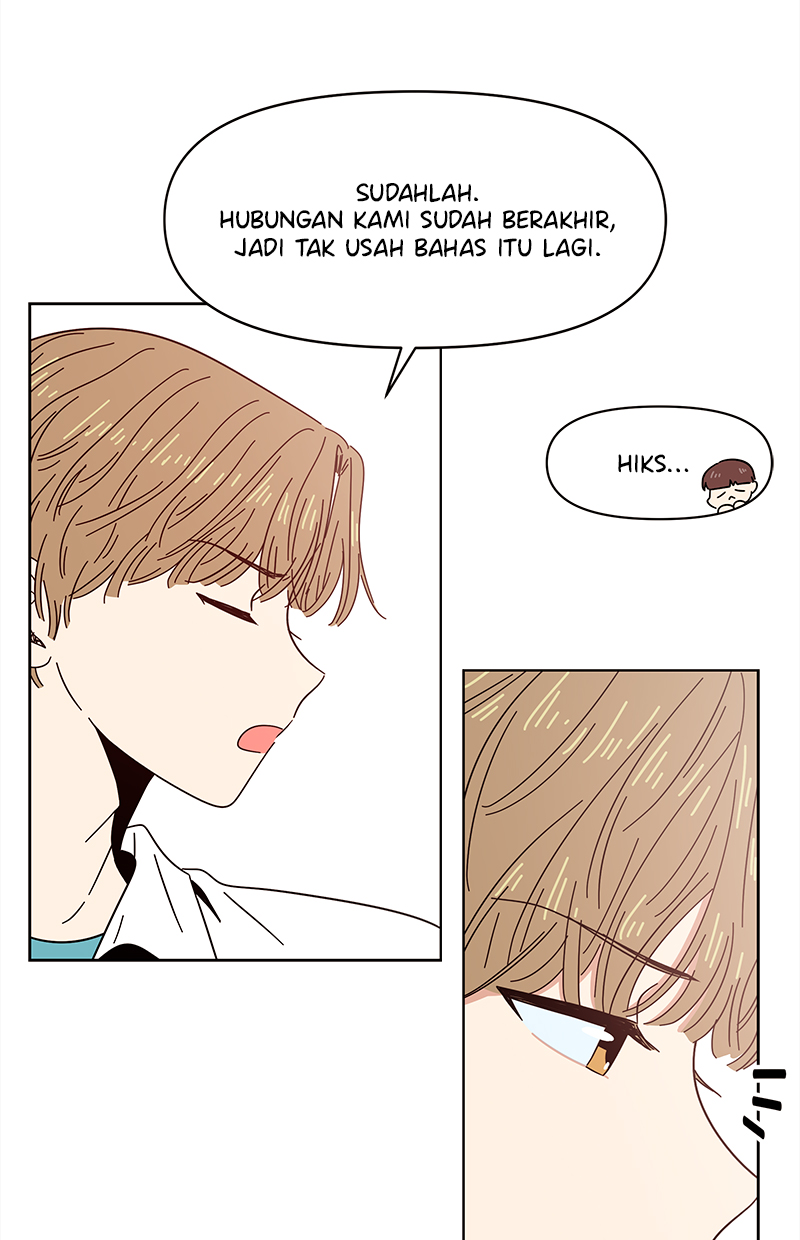 SUDAHLAH.
HUBUNGAN KAMI SUDAH BERAKHIR,
JADI TAK USAH BAHAS ITU LAGI.
HIKS...